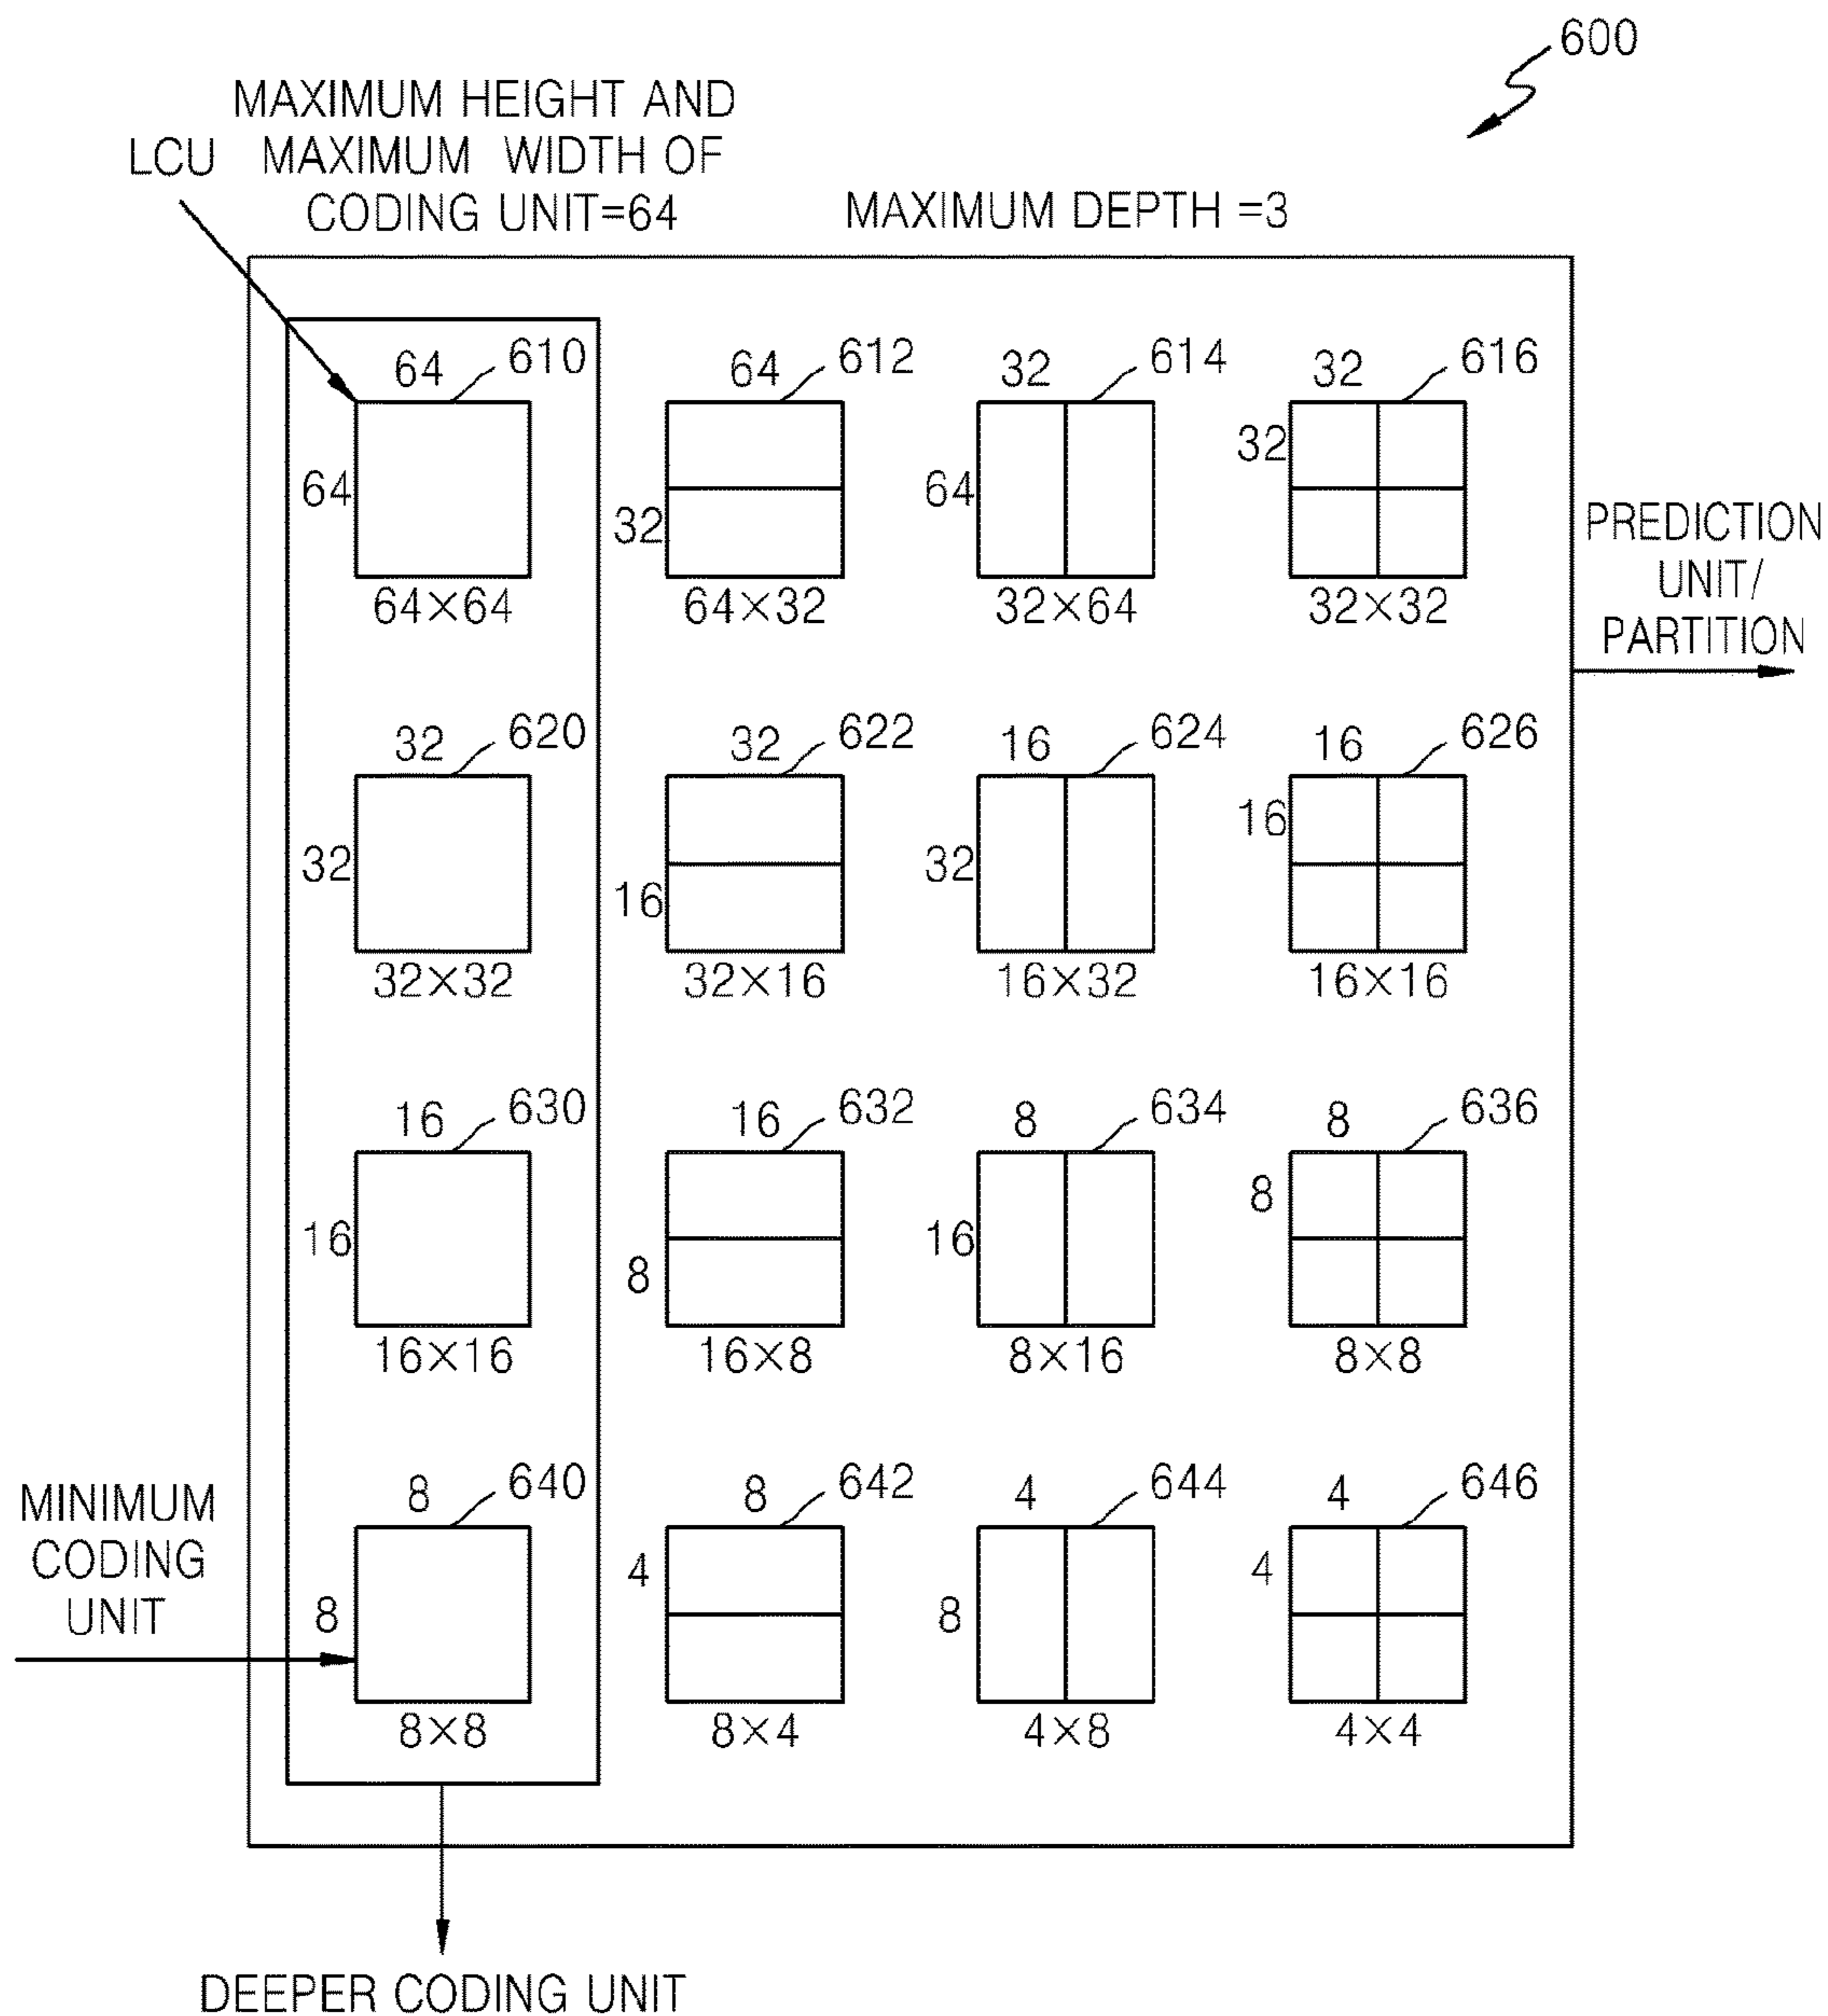 600
MAXIMUM HEIGHT AND
LCU MAXIMUM WIDTH OF
CODING UNIT=64
MAXIMUM DEPTH =3
64 610 64 612 32 614 32 616
32
64 64
32
64×64 64×32 32×64 32×32
PREDICTION
UNIT/
PARTITION
32 620 32 622 16 624 16 626
16
32 32
16
32×32 32×16 16×32 16×16
16 630 16 632 8 634 8 636
8
16 16
8
16×16 16×8 8×16 8×8
MINIMUM
CODING
UNIT
8 640 8 642 4 644 4 646
4 4
8 8
8×8 8×4 4×8 4×4
DEEPER CODING UNIT